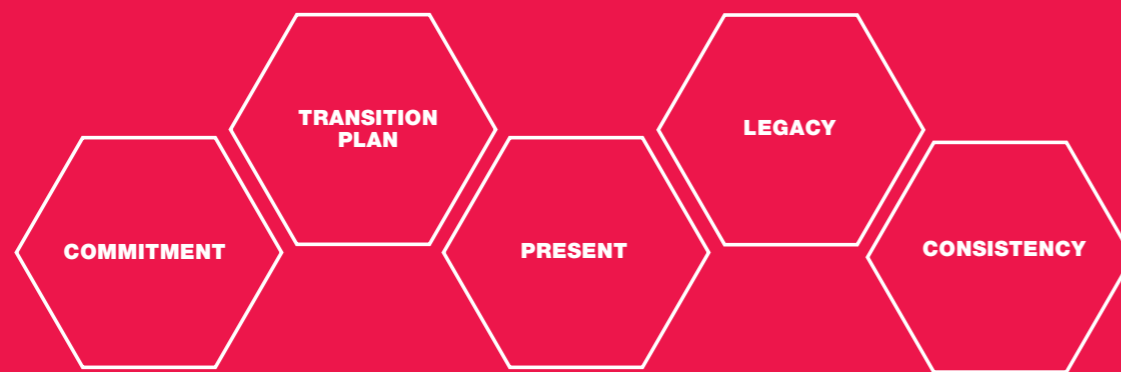 COMMITMENT
TRANSITION
PLAN
PRESENT
LEGACY
CONSISTENCY